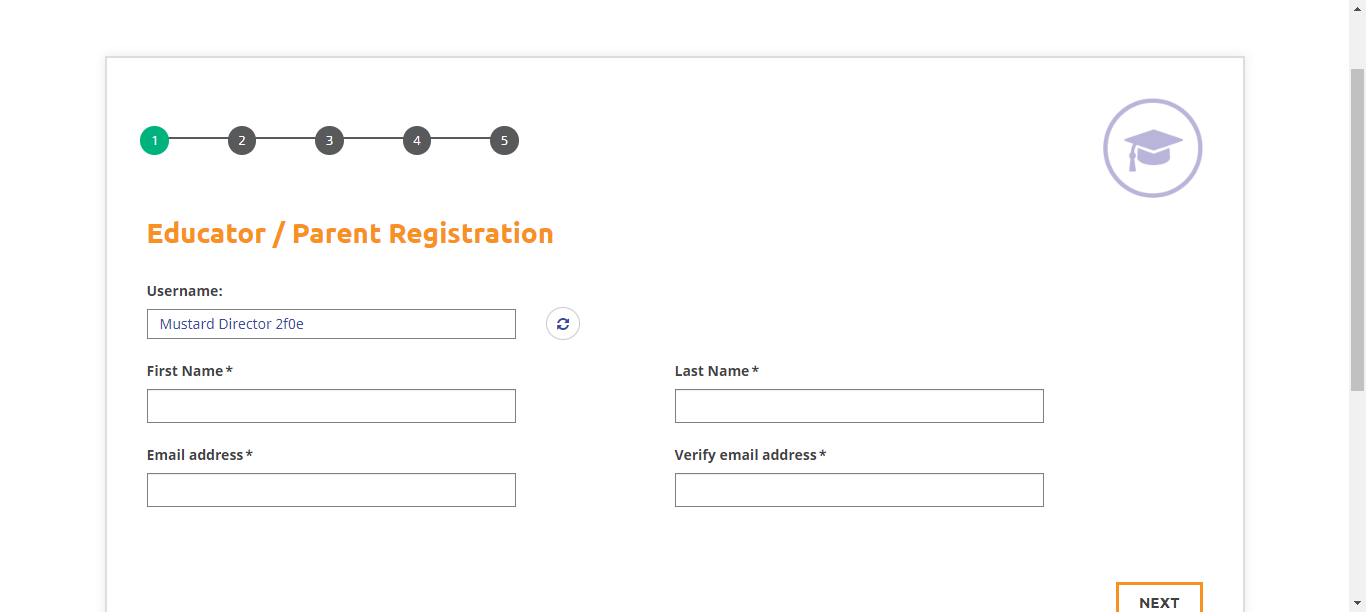 1 2 3 4 5
Educator / Parent Registration
Username:
Mustard Director 2f0e
First Name* Last Name*
Email address* Verify email address*
NEXT